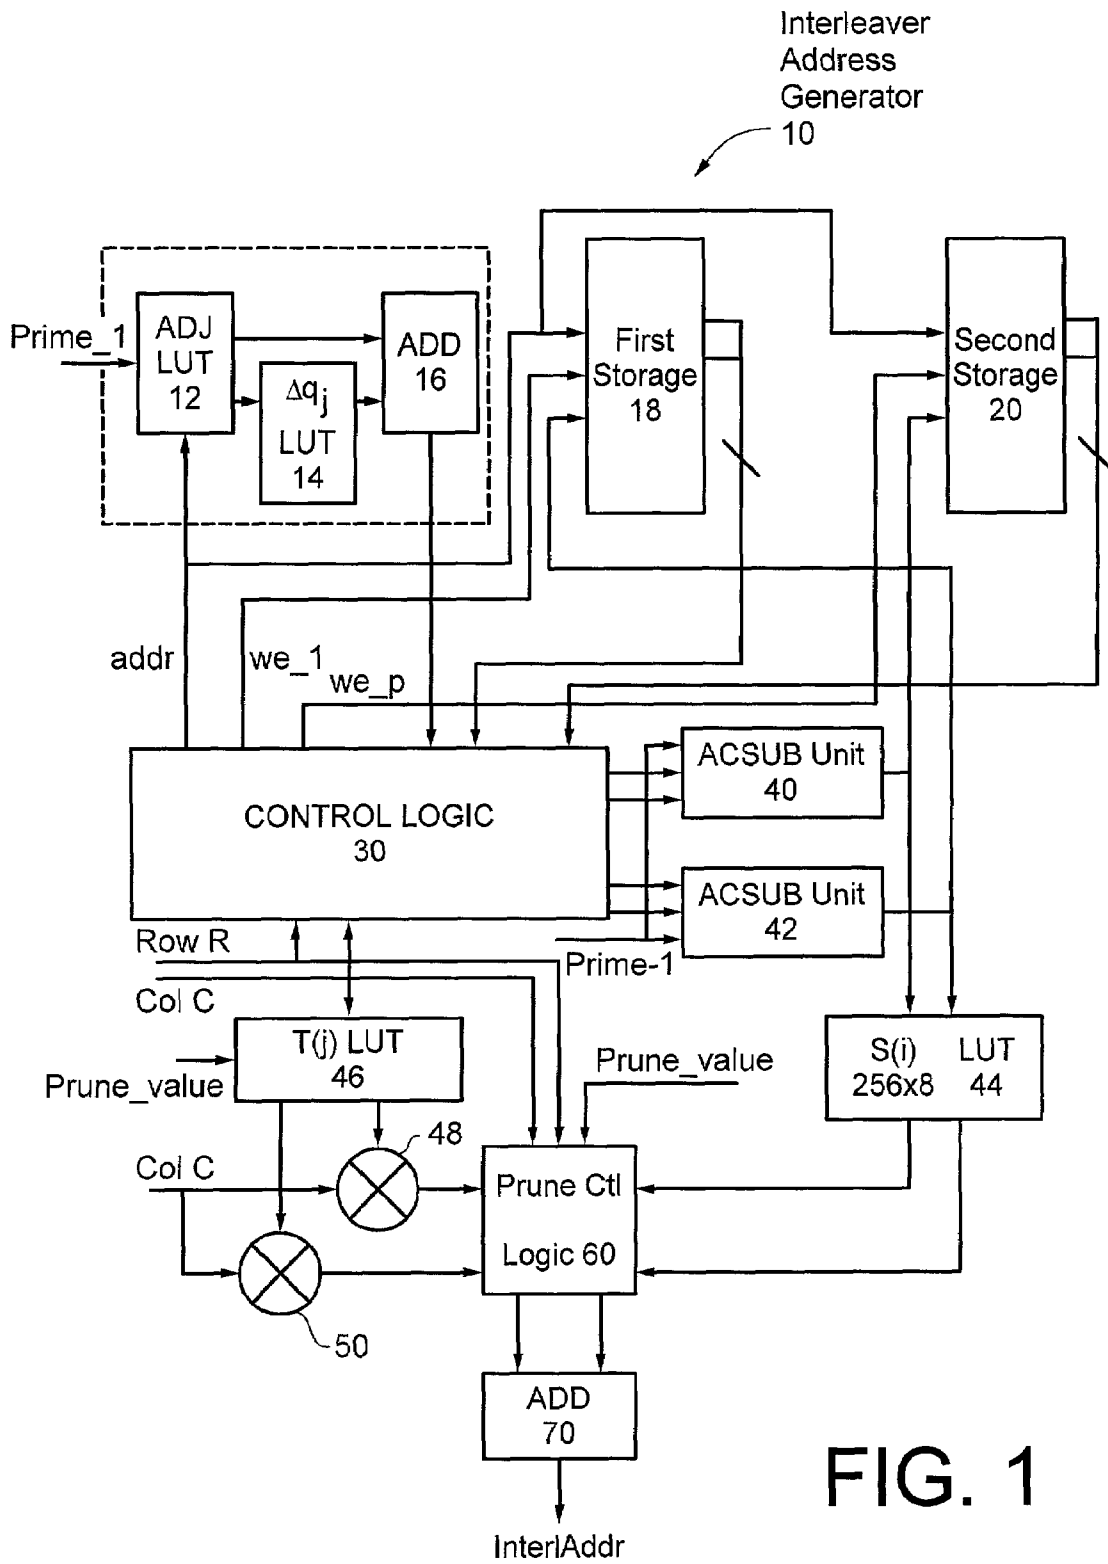 Interleaver
Address
Generator
10
Prime_1
ADJ
LUT
12
Δqj
LUT
14
ADD
16
First
Storage
18
Second
Storage
20
addr
we_1
we_p
CONTROL LOGIC
30
ACSUB Unit
40
ACSUB Unit
42
Prime-1
Row R
Col C
T(j) LUT
46
Prune_value
Prune_value
S(i) LUT
256x8 44
48
Col C
50
Prune Ctl
Logic 60
ADD
70
InterlAddr
FIG. 1